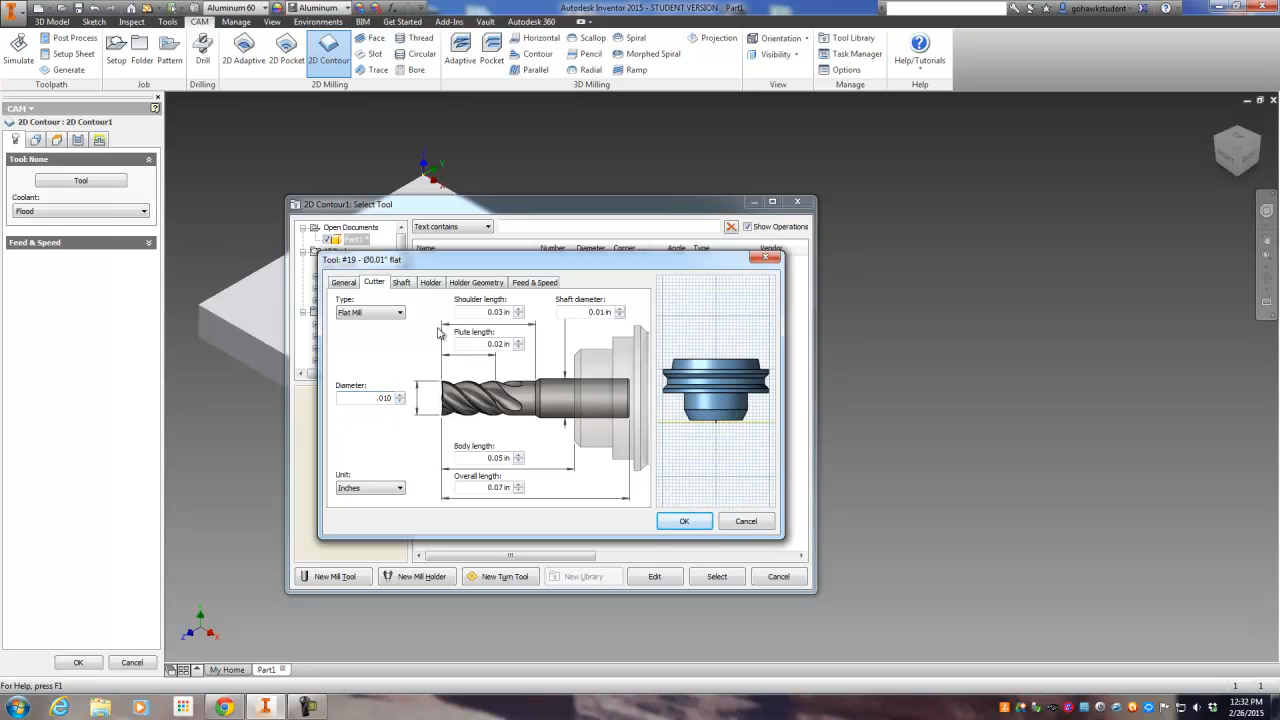 Aluminum 60
Aluminum
Autodesk Inventor 2015 - STUDENT VERSION Part1
gohawkstudent
3D Model Sketch Inspect Tools CAM Manage View Environments BIM Get Started Add-Ins Vault Autodesk 360
Simulate
Post Process
Setup Sheet
Generate
Setup
Folder
Pattern
Drill
2D Adaptive
2D Pocket
2D Contour
Face
Slot
Trace
Thread
Circular
Bore
Adaptive
Pocket
Horizontal
Contour
Parallel
Scallop
Pencil
Radial
Spiral
Morphed Spiral
Ramp
Projection
Orientation
Visibility
Tool Library
Task Manager
Options
Help/Tutorials
Toolpath
Job
Drilling
2D Milling
3D Milling
View
Manage
Help
CAM
2D Contour : 2D Contour1
Tool: None
Tool
Coolant:
Flood
Feed & Speed
OK
Cancel
2D Contour1: Select Tool
Open Documents
Part1 *
Text contains
Show Operations
Name Number Diameter Corner ... Angle Type Vendor
Tool: #19 - Ø0.01" flat
General Cutter Shaft Holder Holder Geometry Feed & Speed
Type:
Flat Mill
Shoulder length:
0.03 in
Shaft diameter:
0.01 in
Flute length:
0.02 in
Diameter:
.010
Body length:
0.05 in
Unit:
Inches
Overall length:
0.07 in
OK
Cancel
New Mill Tool
New Mill Holder
New Turn Tool
New Library
Edit
Select
Cancel
X
Y
Z
X
My Home
Part1
For Help, press F1
1 1
12:32 PM
2/26/2015